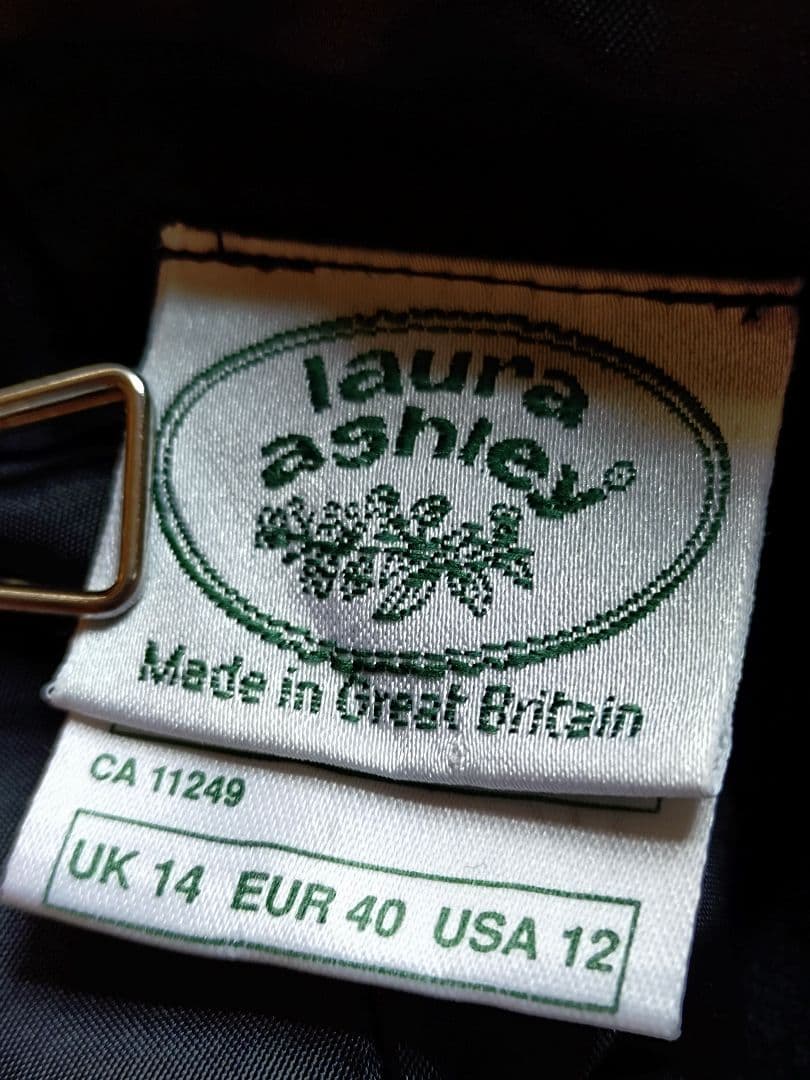 laura
ashley®
Made in Great Britain
CA 11249
UK 14 EUR 40 USA 12